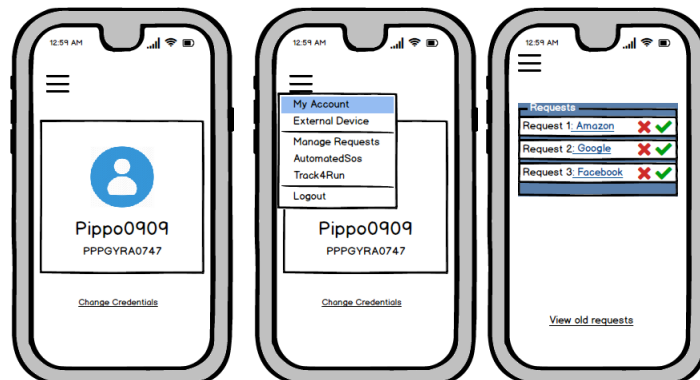 12:59 AM
Pippo0909
PPPGYRA0747
Change Credentials
12:59 AM
My Account
External Device
Manage Requests
AutomatedSos
Track4Run
Logout
Pippo0909
PPPGYRA0747
Change Credentials
12:59 AM
Requests
Request 1: Amazon
Request 2: Google
Request 3: Facebook
View old requests